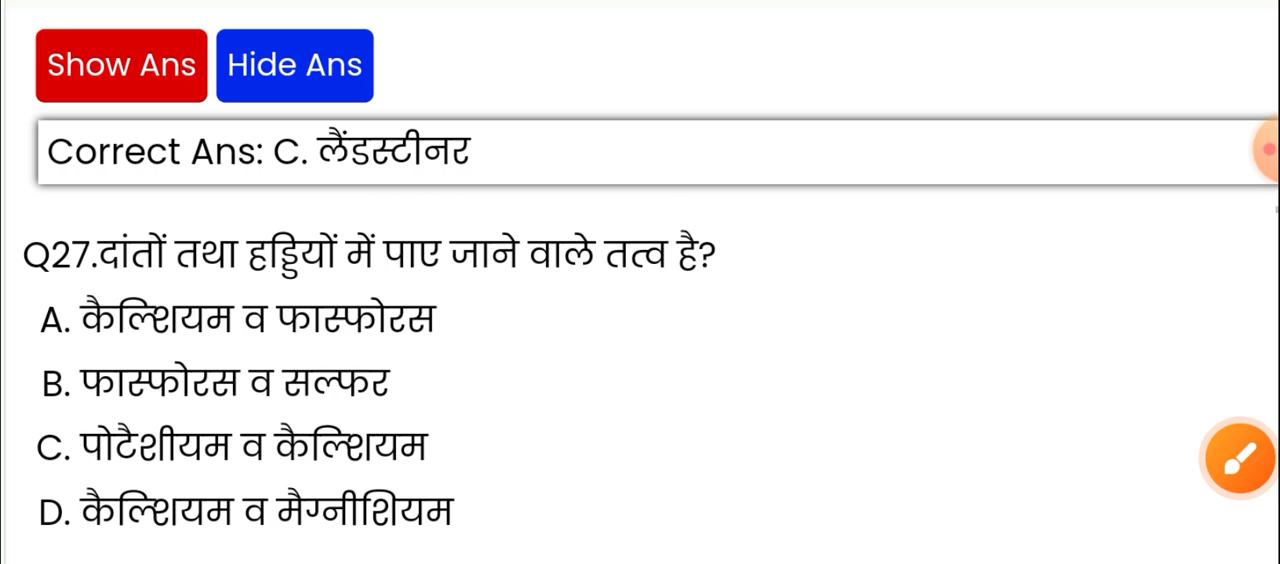 Show Ans Hide Ans
Correct Ans: C. लैंडस्टीनर
Q27.दांतों तथा हड्डियों में पाए जाने वाले तत्व है?
A. कैल्शियम व फास्फोरस
B. फास्फोरस व सल्फर
C. पोटैशीयम व कैल्शियम
D. कैल्शियम व मैग्नीशियम